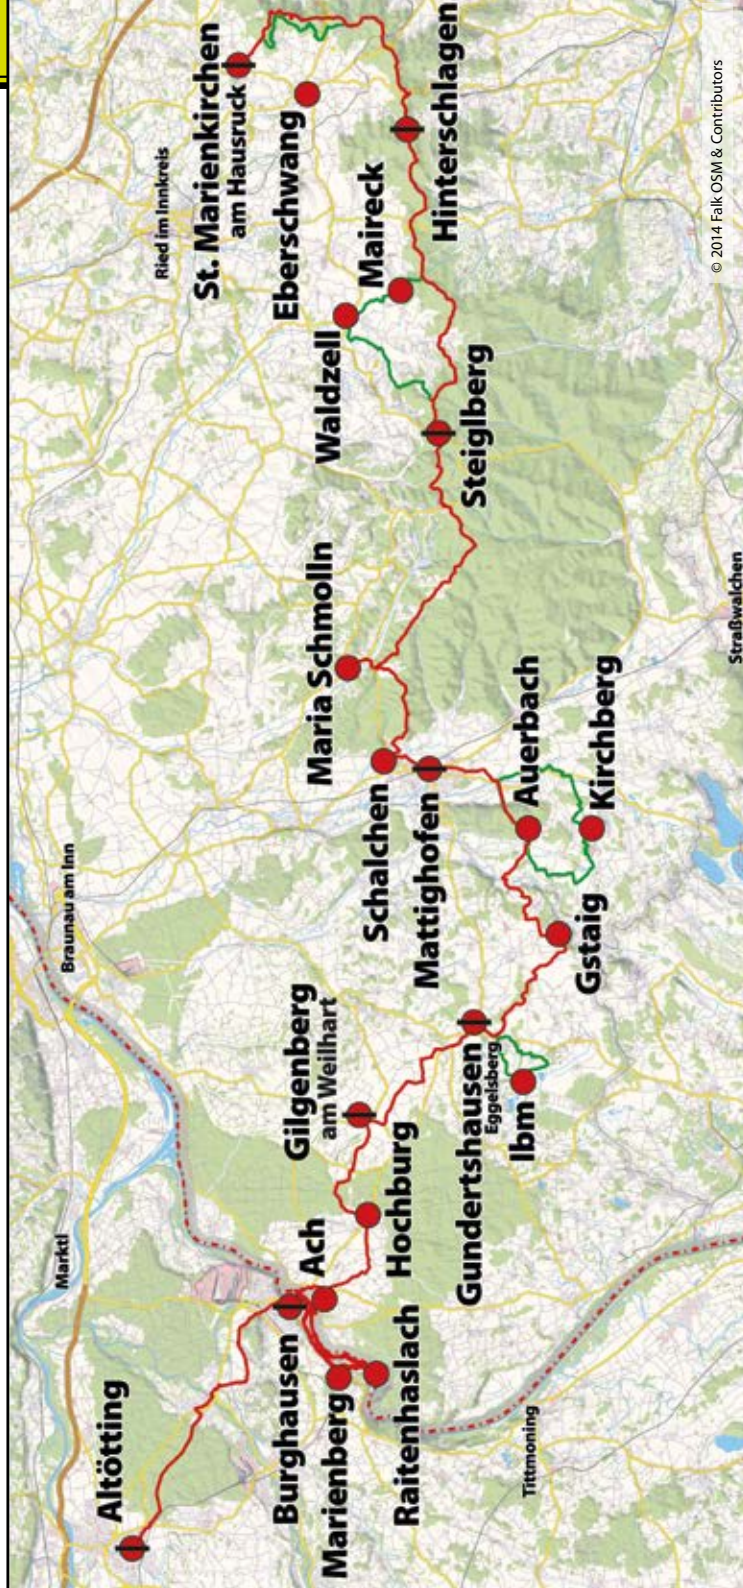 Altötting
Marktl
Burghausen
Marienberg
Raitenhaslach
Ach
Hochburg
Tittmoning
Gilgenberg
am Weilhart
Braunau am Inn
Gundertshausen
Eggelsberg
Ibm
Gstaig
Schalchen
Mattighofen
Auerbach
Kirchberg
Maria Schmolln
Straßwalchen
Waldzell
Steiglberg
Maireck
Ried im Innkreis
St. Marienkirchen
am Hausruck
Eberschwang
Hinterschlagen
© 2014 Falk OSM & Contributors